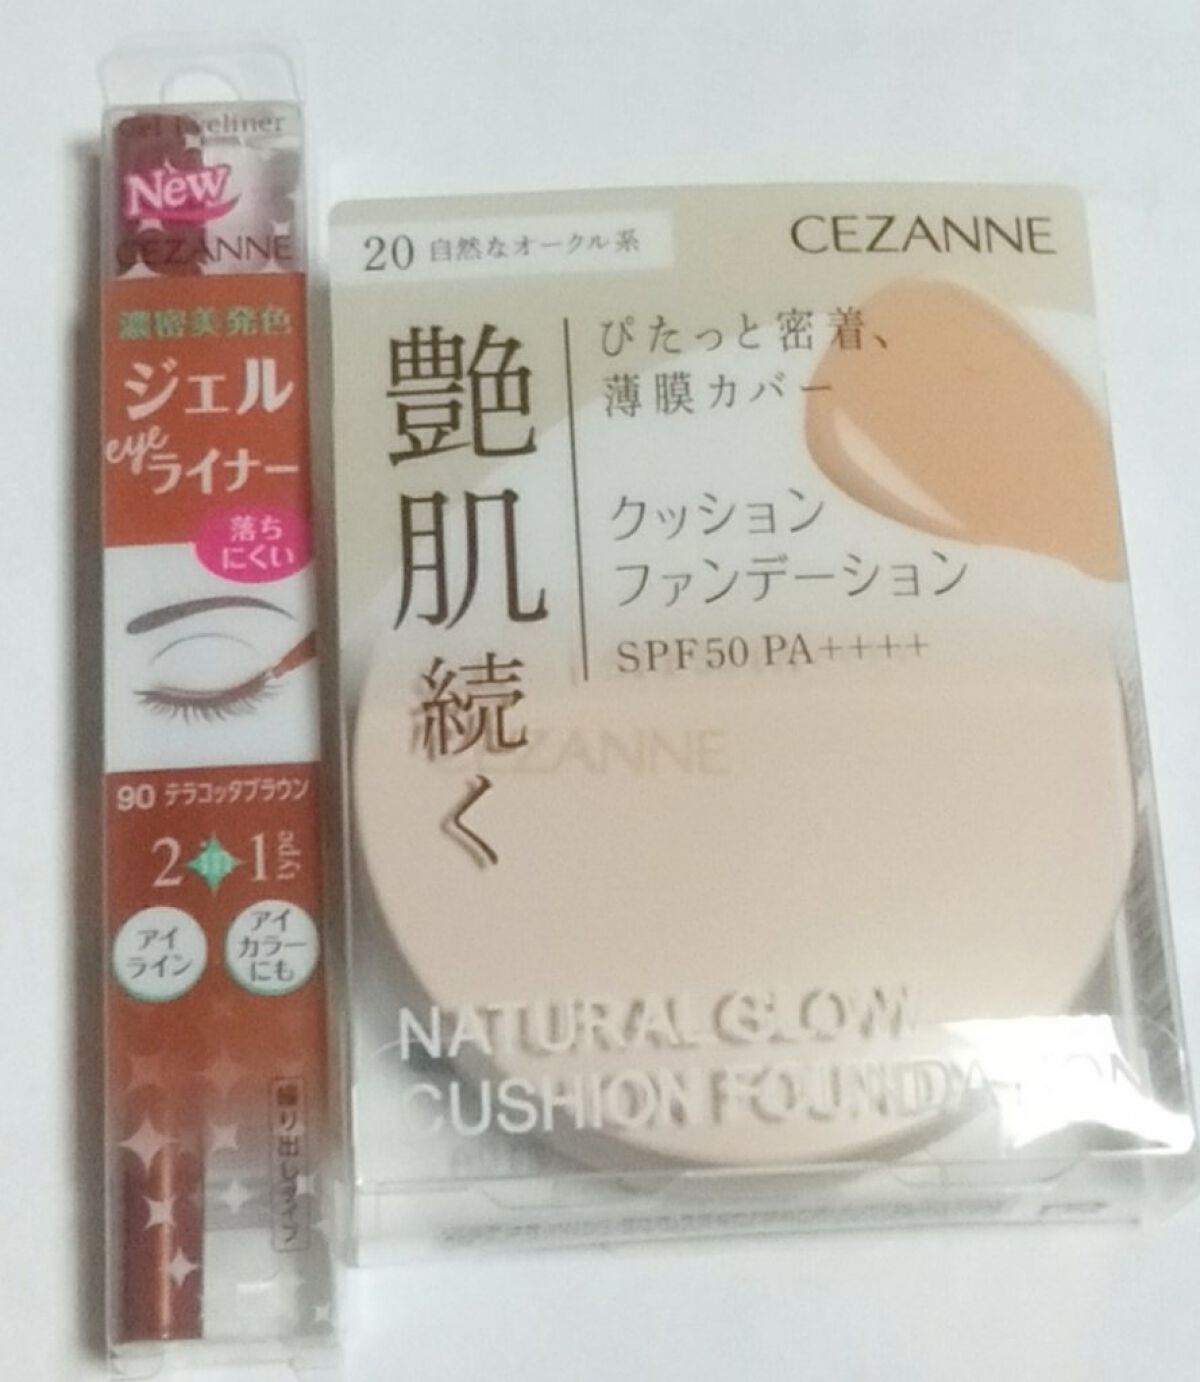 Gel Eyeliner
New
CEZANNE
濃密美発色
ジェル
eye
ライナー
落ち
にくい
90 テラコッタブラウン
2 in 1
アイ
ライン
アイ
カラー
にも
繰り出しタイプ
20 自然なオークル系
CEZANNE
艶肌続く
ぴたっと密着、
薄膜カバー
クッション
ファンデーション
SPF50 PA++++
CEZANNE
NATURAL GLOW
CUSHION FOUNDATION